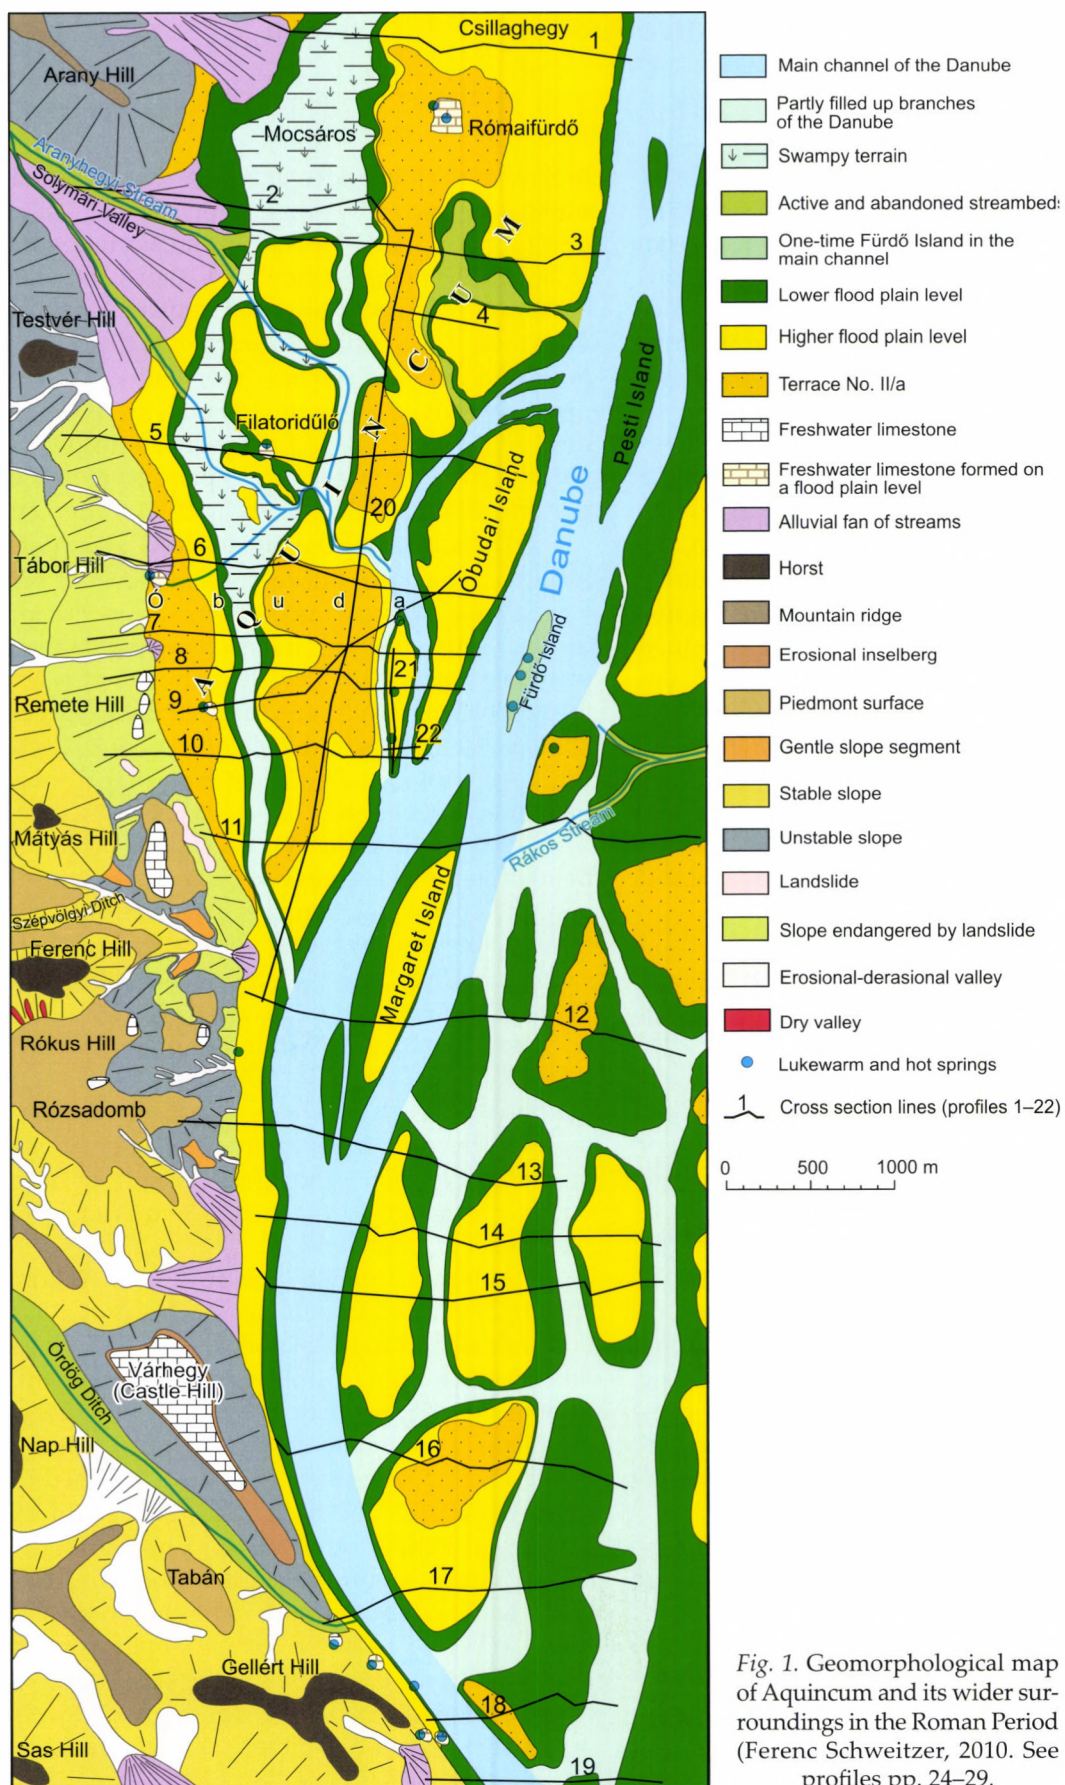 Csillaghegy
1
Arany Hill
Mocsáros
Rómaifürdő
Aranyhegyi Stream
Solymári Valley
2
M
3
U
4
Testvér Hill
C
Pesti Island
Filatoridűlő
5
N
I
20
Óbudai Island
Danube
6
U
Tábor Hill
Ó b u d a
Q
7
8
21
Fürdő Island
A
9
Remete Hill
10
22
11
Mátyás Hill
Rákos Stream
Szépvölgyi Ditch
Ferenc Hill
Margaret Island
12
Rókus Hill
Rózsadomb
13
14
15
Ördög Ditch
Várhegy
(Castle Hill)
Nap Hill
16
Tabán
17
Gellért Hill
18
Sas Hill
19
Main channel of the Danube
Partly filled up branches
of the Danube
Swampy terrain
Active and abandoned streambeds
One-time Fürdő Island in the
main channel
Lower flood plain level
Higher flood plain level
Terrace No. II/a
Freshwater limestone
Freshwater limestone formed on
a flood plain level
Alluvial fan of streams
Horst
Mountain ridge
Erosional inselberg
Piedmont surface
Gentle slope segment
Stable slope
Unstable slope
Landslide
Slope endangered by landslide
Erosional-derasional valley
Dry valley
Lukewarm and hot springs
1 Cross section lines (profiles 1–22)
0 500 1000 m
Fig. 1. Geomorphological map
of Aquincum and its wider sur-
roundings in the Roman Period
(Ferenc Schweitzer, 2010. See
profiles pp. 24–29.